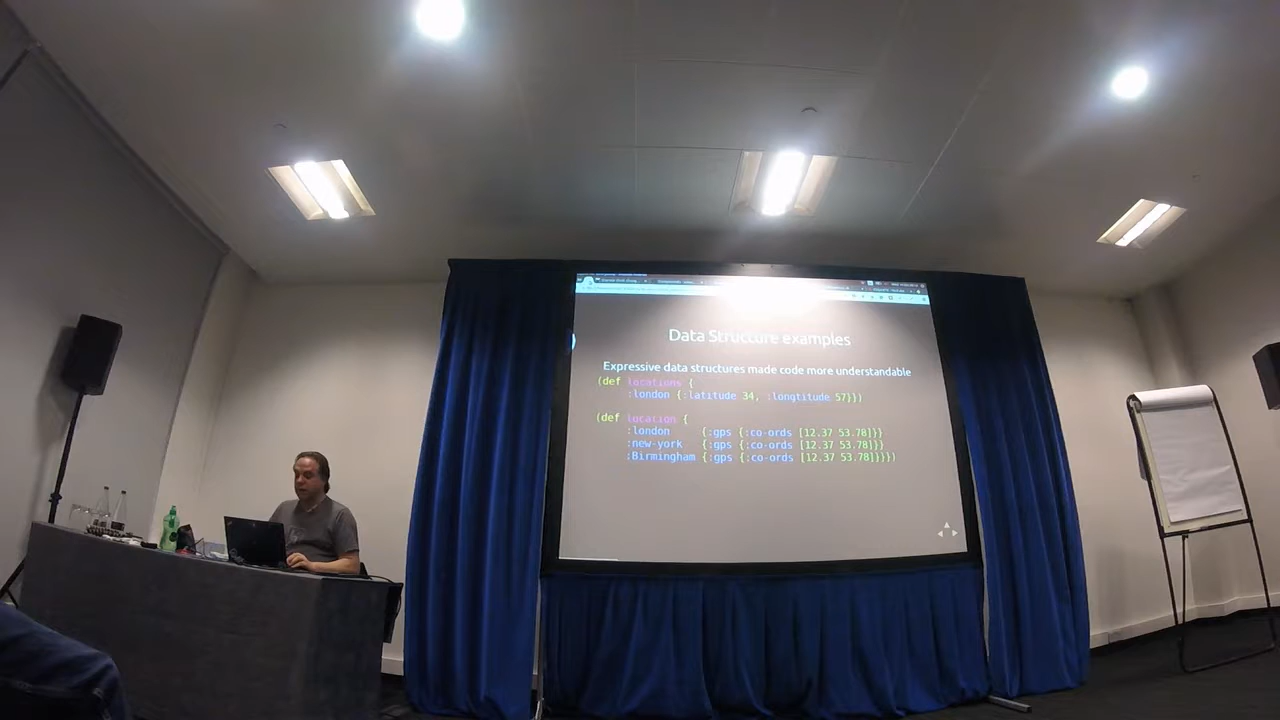 Data Structure examples
Expressive data structures made code more understandable
(def locations {
:london {:latitude 34, :longtitude 57}})
(def location {
:london {:gps {:co-ords [12.37 53.78]}}
:new-york {:gps {:co-ords [12.37 53.78]}}
:Birmingham {:gps {:co-ords [12.37 53.78]}}})